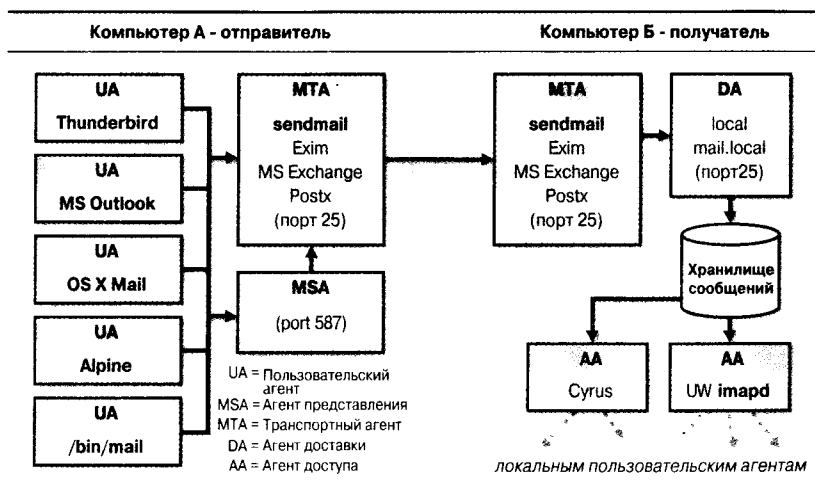 Компьютер А - отправитель
Компьютер Б - получатель
UA
Thunderbird
UA
MS Outlook
UA
OS X Mail
UA
Alpine
UA
/bin/mail
MTA
sendmail
Exim
MS Exchange
Postx
(порт 25)
MSA
(port 587)
UA = Пользовательский
агент
MSA = Агент представления
MTA = Транспортный агент
DA = Агент доставки
AA = Агент доступа
MTA
sendmail
Exim
MS Exchange
Postx
(порт 25)
DA
local
mail.local
(порт25)
Хранилище
сообщений
AA
Cyrus
AA
UW imapd
локальным пользовательским агентам